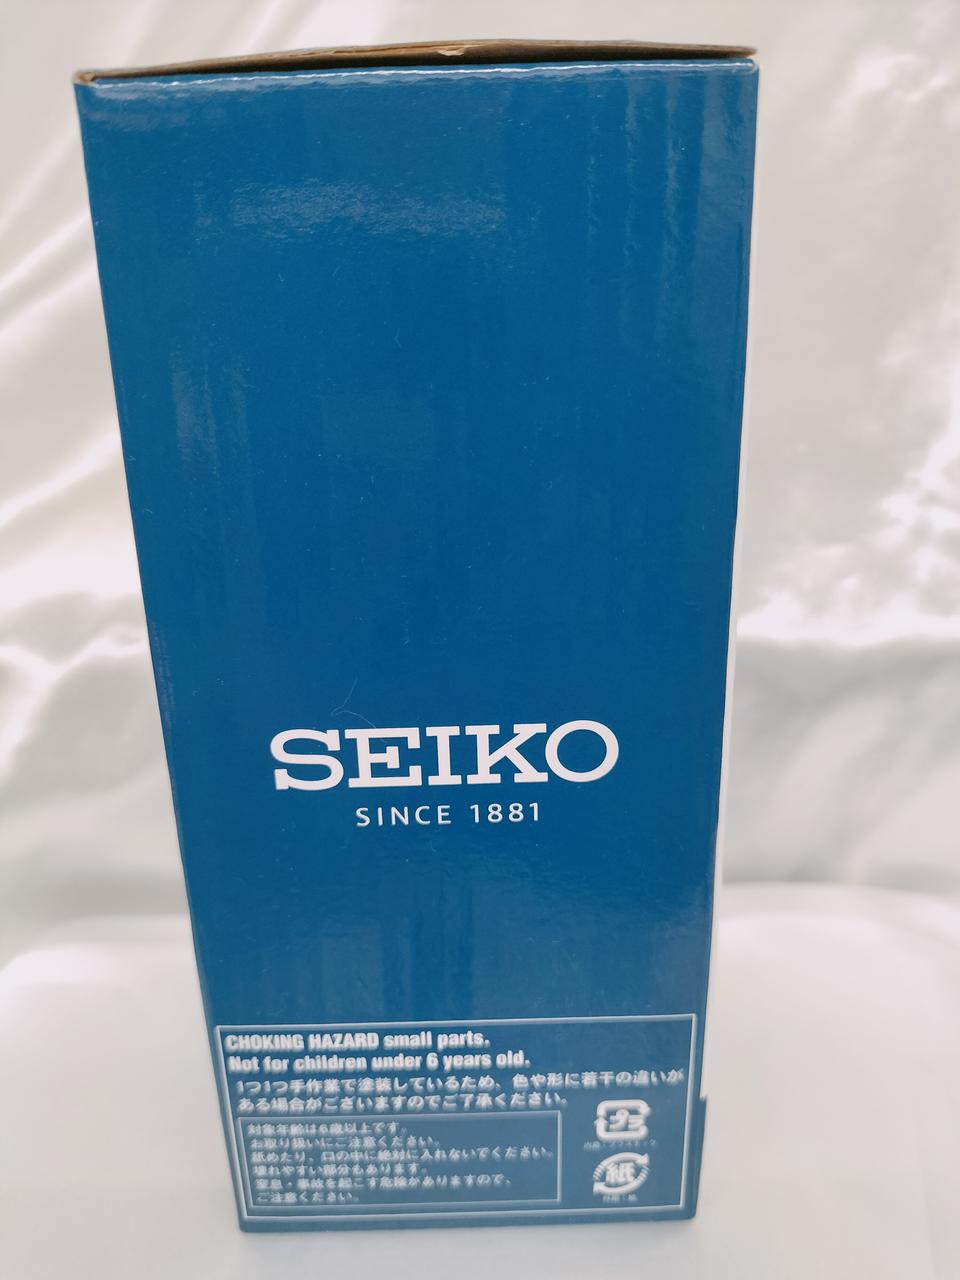 SEIKO
SINCE 1881
CHOKING HAZARD small parts.
Not for children under 6 years old.
1つ1つ手作業で塗装しているため、色や形に若干の違いが
ある場合がございますのでご了承ください。
対象年齢は6歳以上です。
お取り扱いにご注意ください。
舐めたり、口の中に絶対に入れないでください。
壊れやすい部分もあります。
窒息・事故を起こす危険がありますので、
ご注意ください。
プラ
紙